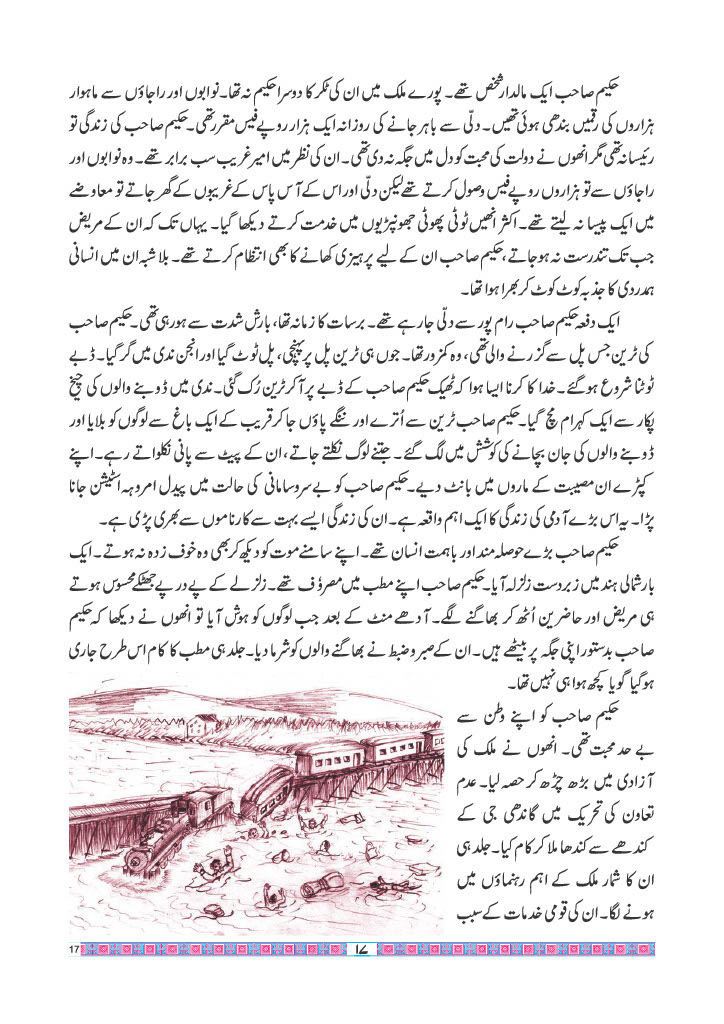 حکیم صاحب ایک مالدار شخص تھے۔ پورے ملک میں ان کی ٹکر کا دوسرا حکیم نہ تھا۔ نوابوں اور راجاؤں سے ماہوار
ہزاروں کی رقمیں بندھی ہوئی تھیں۔ دلّی سے باہر جانے کی روزانہ ایک ہزار روپے فیس مقرر تھی۔ حکیم صاحب کی زندگی تو
رئیسانہ تھی مگر انھوں نے دولت کی محبت کو دل میں جگہ نہ دی تھی۔ ان کی نظر میں امیر غریب سب برابر تھے۔ وہ نوابوں اور
راجاؤں سے تو ہزاروں روپے فیس وصول کرتے تھے لیکن دلّی اور اس کے آس پاس کے غریبوں کے گھر جاتے تو معاوضے
میں ایک پیسا نہ لیتے تھے۔ اکثر انھیں ٹوٹی پھوٹی جھونپڑیوں میں خدمت کرتے دیکھا گیا۔ یہاں تک کہ ان کے مریض
جب تک تندرست نہ ہو جاتے، حکیم صاحب ان کے لیے پرہیزی کھانے کا بھی انتظام کرتے تھے۔ بلا شبہ ان میں انسانی
ہمدردی کا جذبہ کوٹ کوٹ کر بھرا ہوا تھا۔
ایک دفعہ حکیم صاحب رام پور سے دلّی جا رہے تھے۔ برسات کا زمانہ تھا، بارش شدت سے ہو رہی تھی۔ حکیم صاحب
کی ٹرین جس پل سے گزرنے والی تھی، وہ کمزور تھا۔ جوں ہی ٹرین پل پر پہنچی، پل ٹوٹ گیا اور انجن ندی میں گر گیا۔ ڈبے
ٹوٹنا شروع ہو گئے۔ خدا کا کرنا ایسا ہوا کہ ٹھیک حکیم صاحب کے ڈبے پر آ کر ٹرین رُک گئی۔ ندی میں ڈوبنے والوں کی چیخ
پکار سے ایک کہرام مچ گیا۔ حکیم صاحب ٹرین سے اُترے اور ننگے پاؤں جا کر قریب کے ایک باغ سے لوگوں کو بلایا اور
ڈوبنے والوں کی جان بچانے کی کوشش میں لگ گئے۔ جتنے لوگ نکلتے جاتے، ان کے پیٹ سے پانی نکلواتے رہے۔ اپنے
کپڑے ان مصیبت کے ماروں میں بانٹ دیے۔ حکیم صاحب کو بے سروسامانی کی حالت میں پیدل امروہہ اسٹیشن جانا
پڑا۔ یہ اس بڑے آدمی کی زندگی کا ایک اہم واقعہ ہے۔ ان کی زندگی ایسے بہت سے کارناموں سے بھری پڑی ہے۔
حکیم صاحب بڑے حوصلہ مند اور باہمت انسان تھے۔ اپنے سامنے موت کو دیکھ کر بھی وہ خوف زدہ نہ ہوتے۔ ایک
بار شمالی ہند میں زبردست زلزلہ آیا۔ حکیم صاحب اپنے مطب میں مصروف تھے۔ زلزلے کے پے در پے جھٹکے محسوس ہوتے
ہی مریض اور حاضرین اُٹھ کر بھاگنے لگے۔ آدھے منٹ کے بعد جب لوگوں کو ہوش آیا تو انھوں نے دیکھا کہ حکیم
صاحب بدستور اپنی جگہ پر بیٹھے ہیں۔ ان کے صبر و ضبط نے بھاگنے والوں کو شرما دیا۔ جلد ہی مطب کا کام اس طرح جاری
ہو گیا گویا کچھ ہوا ہی نہیں تھا۔
حکیم صاحب کو اپنے وطن سے
بے حد محبت تھی۔ انھوں نے ملک کی
آزادی میں بڑھ چڑھ کر حصہ لیا۔ عدم
تعاون کی تحریک میں گاندھی جی کے
کندھے سے کندھا ملا کر کام کیا۔ جلد ہی
ان کا شمار ملک کے اہم رہنماؤں میں
ہونے لگا۔ ان کی قومی خدمات کے سبب
17
۱۷